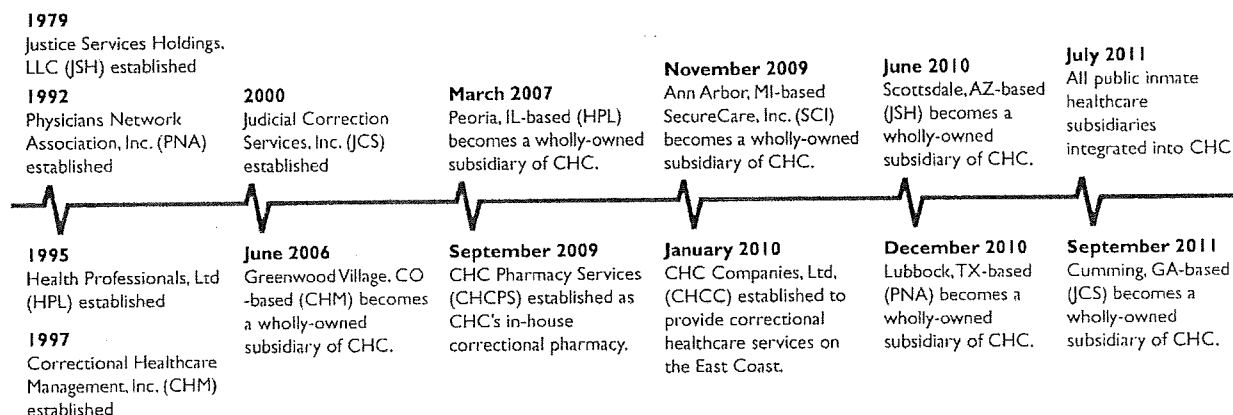 1979
Justice Services Holdings,
LLC (JSH) established
1992
Physicians Network
Association, Inc. (PNA)
established
2000
Judicial Correction
Services, Inc. (JCS)
established
March 2007
Peoria, IL-based (HPL)
becomes a wholly-owned
subsidiary of CHC.
November 2009
Ann Arbor, MI-based
SecureCare, Inc. (SCI)
becomes a wholly-owned
subsidiary of CHC.
June 2010
Scottsdale, AZ-based
(JSH) becomes a
wholly-owned
subsidiary of CHC.
July 2011
All public inmate
healthcare
subsidiaries
integrated into CHC
1995
Health Professionals, Ltd
(HPL) established
1997
Correctional Healthcare
Management, Inc. (CHM)
established
June 2006
Greenwood Village, CO
-based (CHM) becomes
a wholly-owned
subsidiary of CHC.
September 2009
CHC Pharmacy Services
(CHCPS) established as
CHC's in-house
correctional pharmacy.
January 2010
CHC Companies, Ltd,
(CHCC) established to
provide correctional
healthcare services on
the East Coast.
December 2010
Lubbock, TX-based
(PNA) becomes a
wholly-owned
subsidiary of CHC.
September 2011
Cumming, GA-based
(JCS) becomes a
wholly-owned
subsidiary of CHC.